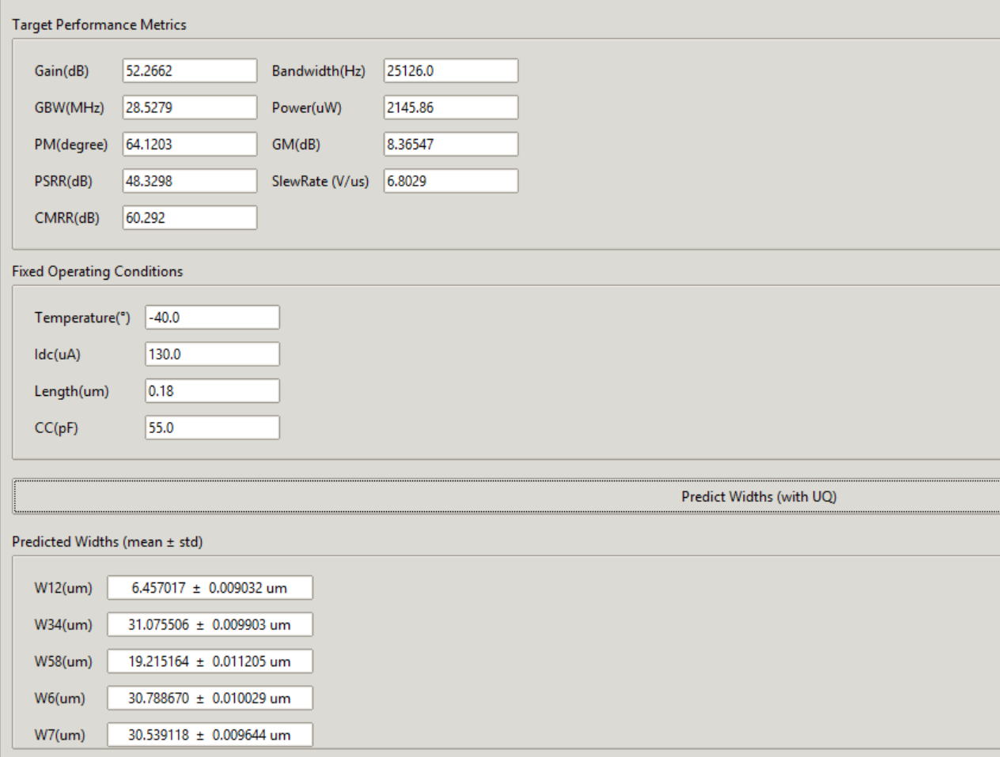 Target Performance Metrics
Gain(dB) 52.2662 Bandwidth(Hz) 25126.0
GBW(MHz) 28.5279 Power(uW) 2145.86
PM(degree) 64.1203 GM(dB) 8.36547
PSRR(dB) 48.3298 SlewRate (V/us) 6.8029
CMRR(dB) 60.292
Fixed Operating Conditions
Temperature(°) -40.0
Idc(uA) 130.0
Length(um) 0.18
CC(pF) 55.0
Predict Widths (with UQ)
Predicted Widths (mean ± std)
W12(um) 6.457017 ± 0.009032 um
W34(um) 31.075506 ± 0.009903 um
W58(um) 19.215164 ± 0.011205 um
W6(um) 30.788670 ± 0.010029 um
W7(um) 30.539118 ± 0.009644 um